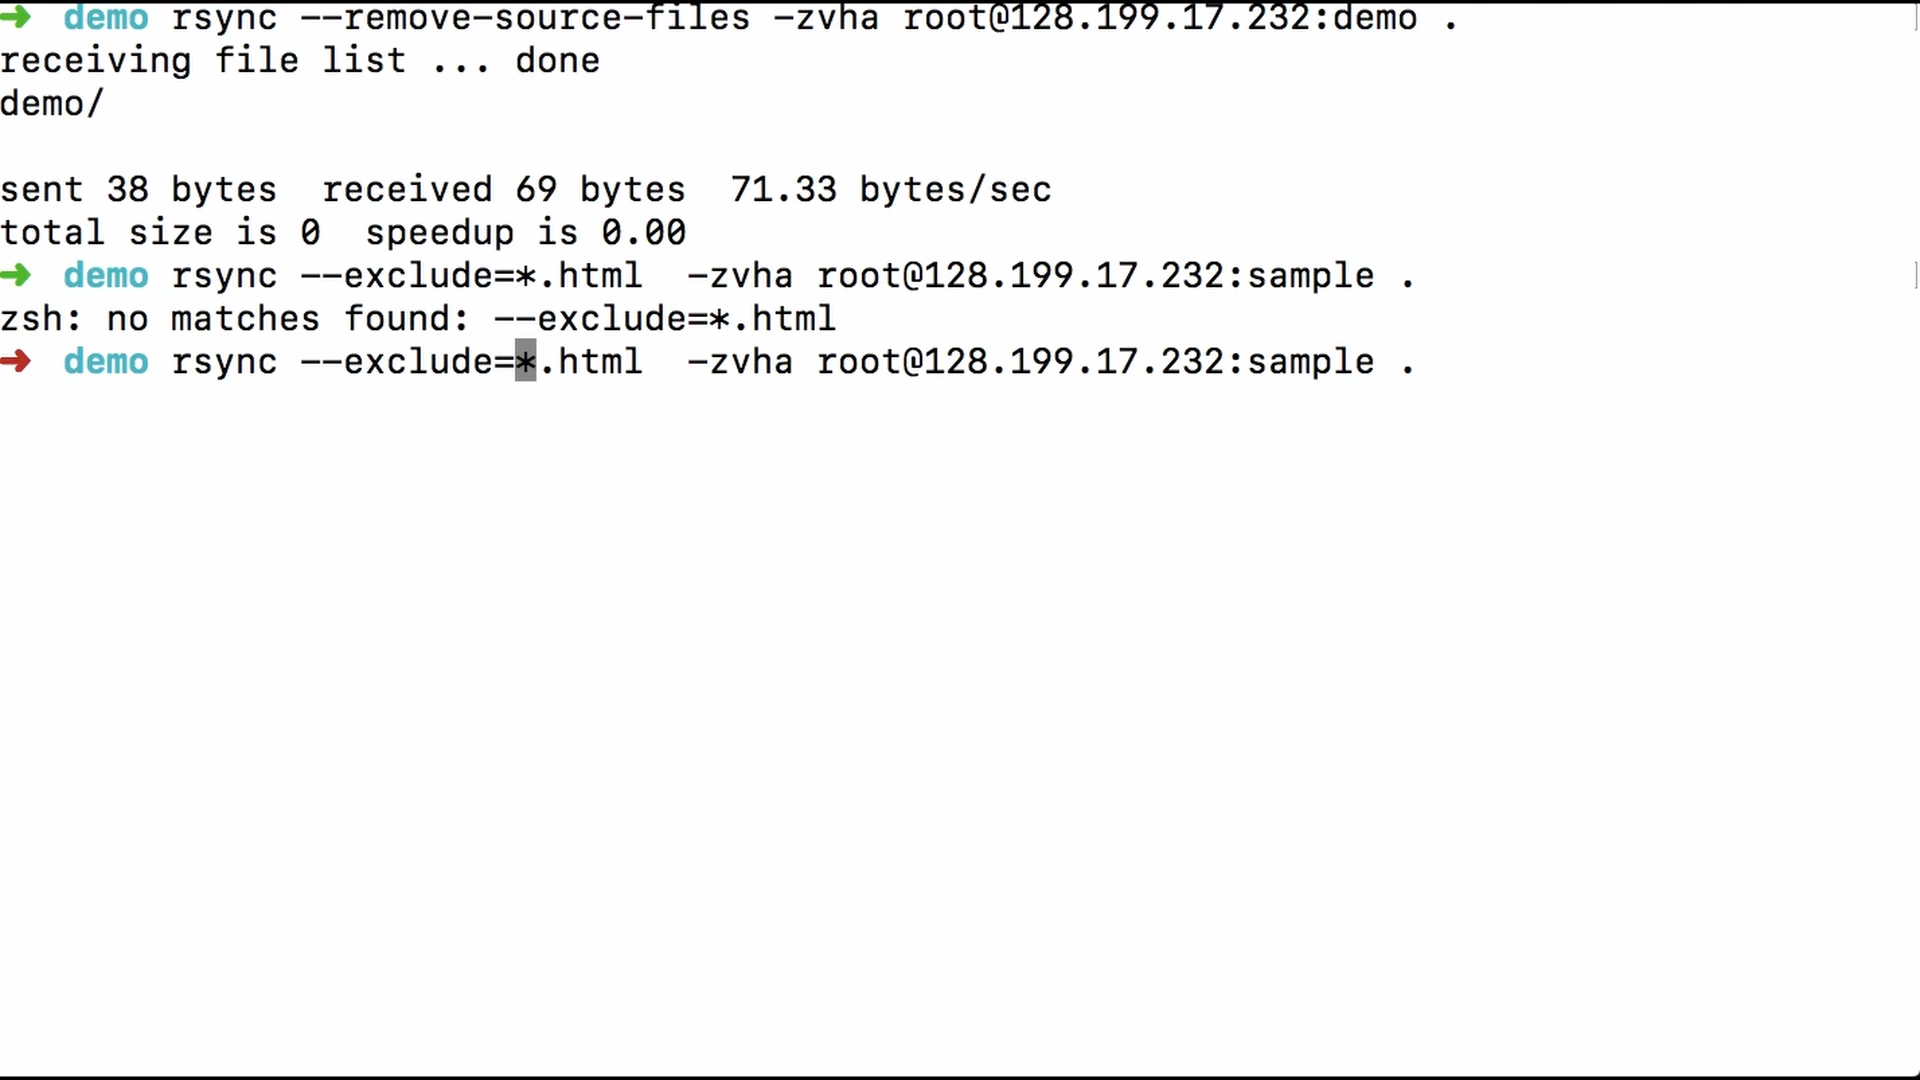 ➜  demo rsync --remove-source-files -zvha root@128.199.17.232:demo .
receiving file list ... done
demo/
sent 38 bytes  received 69 bytes  71.33 bytes/sec
total size is 0  speedup is 0.00
➜  demo rsync --exclude=*.html  -zvha root@128.199.17.232:sample .
zsh: no matches found: --exclude=*.html
➜  demo rsync --exclude=*.html  -zvha root@128.199.17.232:sample .